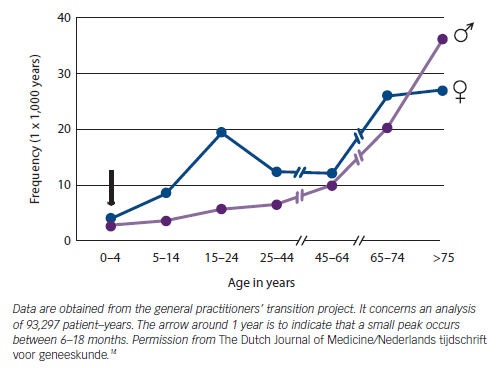 40
30
20
10
0
Frequency (1 x 1,000 years)
♂
♀
0–4 5–14 15–24 25–44 45–64 65–74 >75
Age in years
Data are obtained from the general practitioners’ transition project. It concerns an analysis
of 93,297 patient–years. The arrow around 1 year is to indicate that a small peak occurs
between 6–18 months. Permission from The Dutch Journal of Medicine/Nederlands tijdschrift
voor geneeskunde.¹⁴